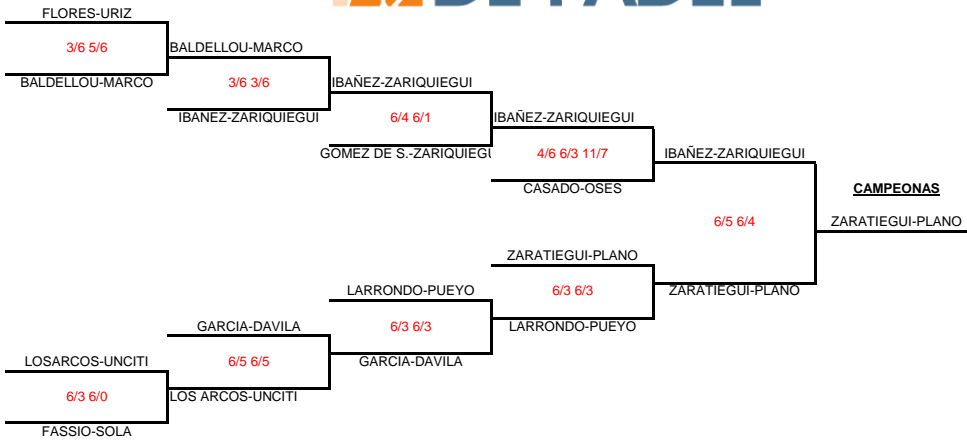 DE PADEL
FLORES-URIZ
3/6 5/6
BALDELLOU-MARCO
BALDELLOU-MARCO
3/6 3/6
IBAÑEZ-ZARIQUIEGUI
IBANEZ-ZARIQUIEGUI
6/4 6/1
IBAÑEZ-ZARIQUIEGUI
GOMEZ DE S.-ZARIQUIEGU
4/6 6/3 11/7
IBAÑEZ-ZARIQUIEGUI
CASADO-OSES
CAMPEONAS
6/5 6/4
ZARATIEGUI-PLANO
ZARATIEGUI-PLANO
LARRONDO-PUEYO
6/3 6/3
ZARATIEGUI-PLANO
GARCIA-DAVILA
6/3 6/3
LARRONDO-PUEYO
LOSARCOS-UNCITI
6/5 6/5
GARCIA-DAVILA
6/3 6/0
LOS ARCOS-UNCITI
FASSIO-SOLA